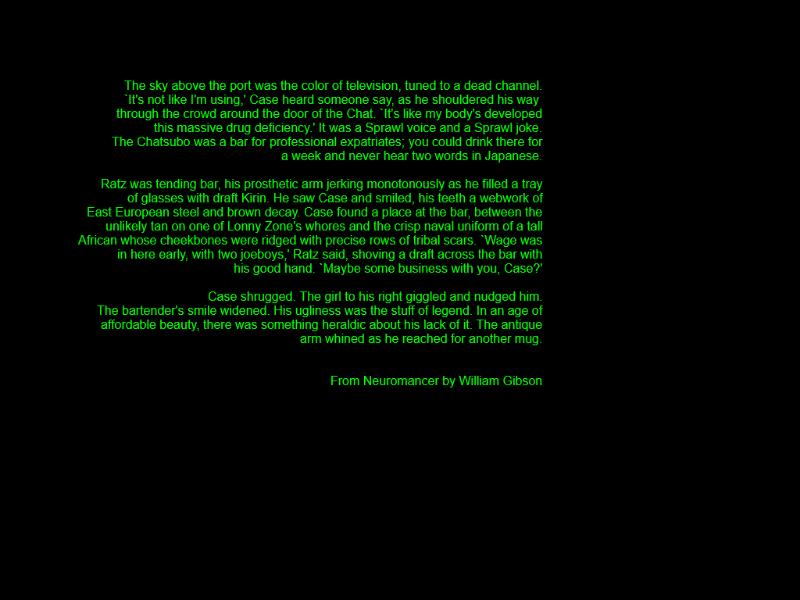 The sky above the port was the color of television, tuned to a dead channel.
`It's not like I'm using,' Case heard someone say, as he shouldered his way
through the crowd around the door of the Chat. `It's like my body's developed
this massive drug deficiency.' It was a Sprawl voice and a Sprawl joke.
The Chatsubo was a bar for professional expatriates; you could drink there for
a week and never hear two words in Japanese.

Ratz was tending bar, his prosthetic arm jerking monotonously as he filled a tray
of glasses with draft Kirin. He saw Case and smiled, his teeth a webwork of
East European steel and brown decay. Case found a place at the bar, between the
unlikely tan on one of Lonny Zone's whores and the crisp naval uniform of a tall
African whose cheekbones were ridged with precise rows of tribal scars. `Wage was
in here early, with two joeboys,' Ratz said, shoving a draft across the bar with
his good hand. `Maybe some business with you, Case?'

Case shrugged. The girl to his right giggled and nudged him.
The bartender's smile widened. His ugliness was the stuff of legend. In an age of
affordable beauty, there was something heraldic about his lack of it. The antique
arm whined as he reached for another mug.

From Neuromancer by William Gibson